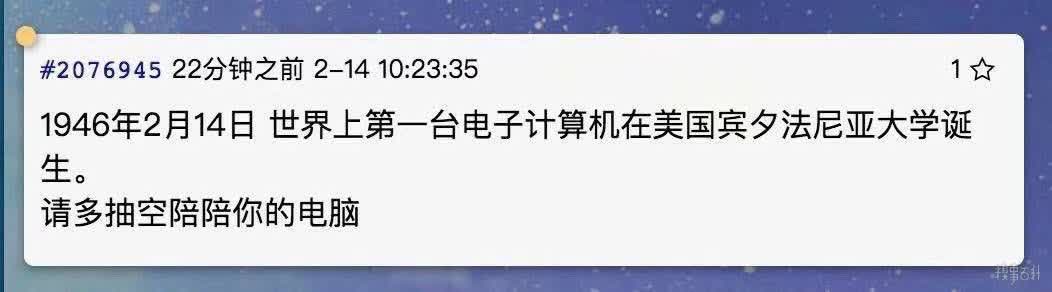 #2076945 22分钟之前 2-14 10:23:35 1
1946年2月14日 世界上第一台电子计算机在美国宾夕法尼亚大学诞
生。
请多抽空陪陪你的电脑